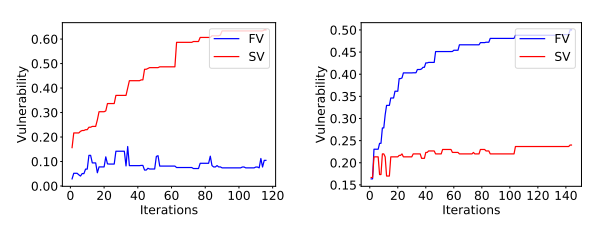 0.60
0.50
0.40
0.30
0.20
0.10
0.00
Vulnerability
0 20 40 60 80 100 120
Iterations
FV
SV
0.50
0.45
0.40
0.35
0.30
0.25
0.20
0.15
Vulnerability
0 20 40 60 80 100 120 140
Iterations
FV
SV